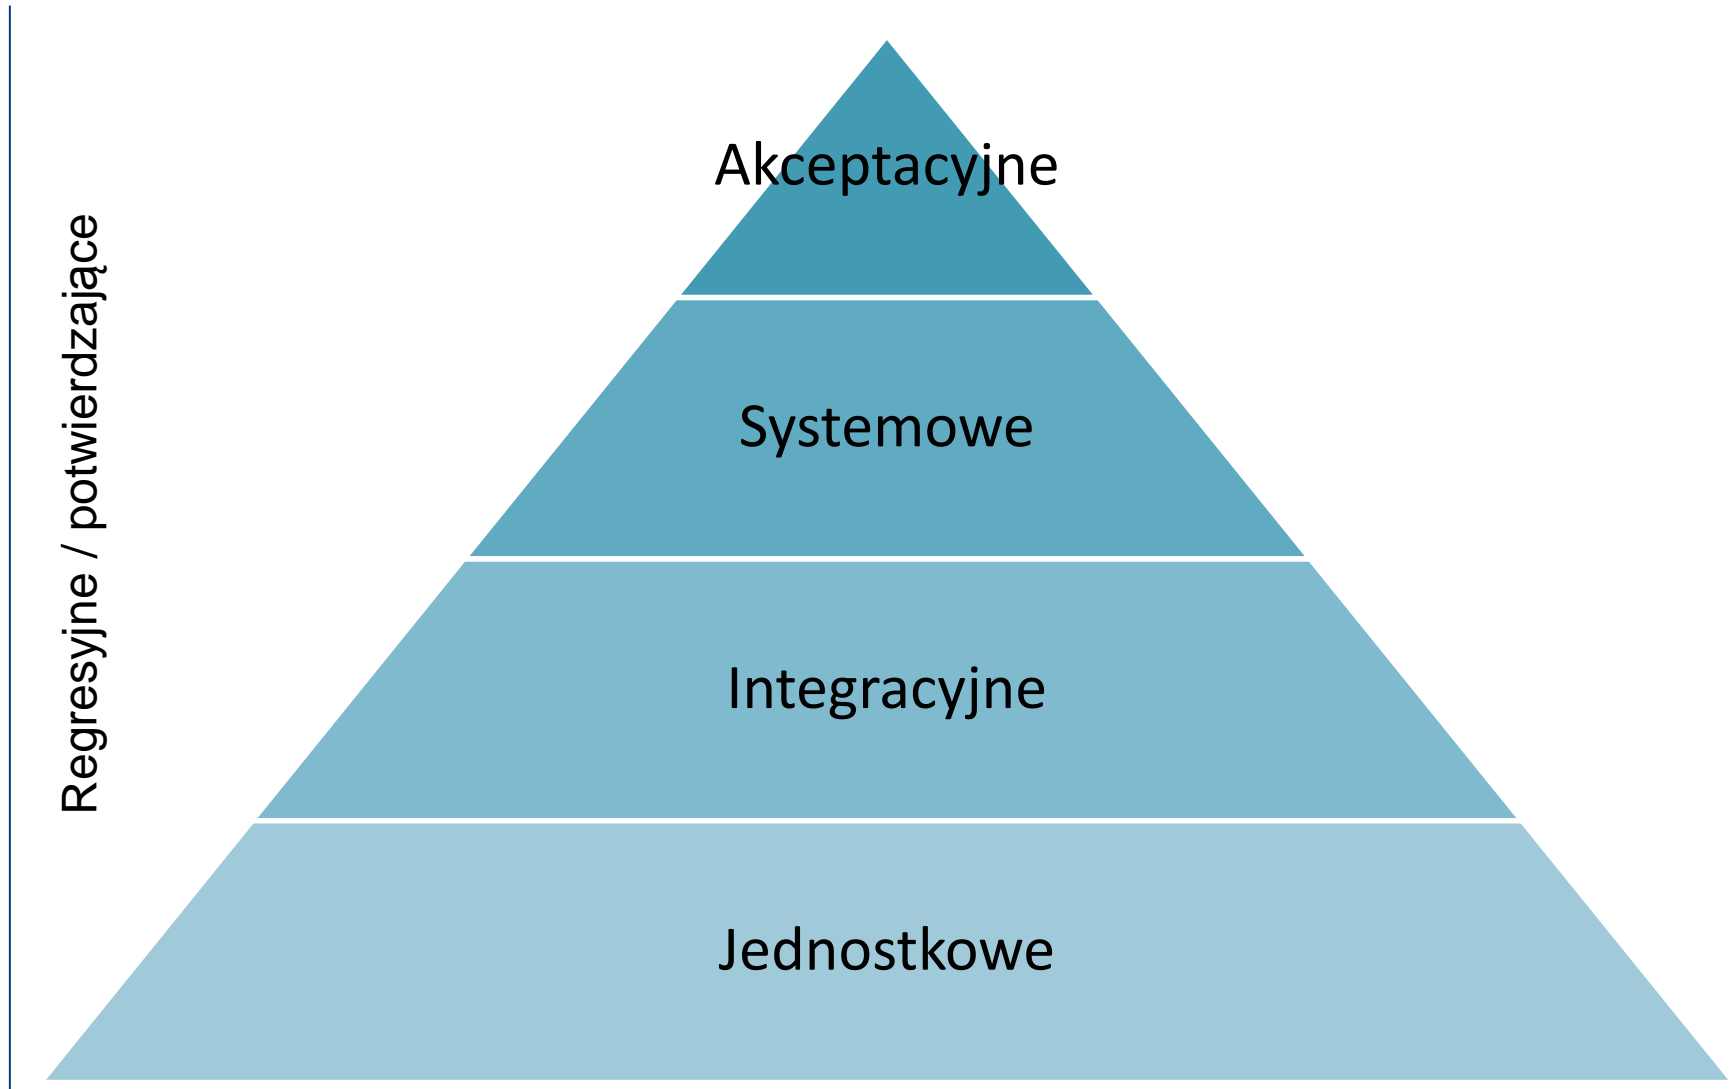 Akceptacyjne
Systemowe
Integracyjne
Jednostkowe
Regresyjne / potwierdzające